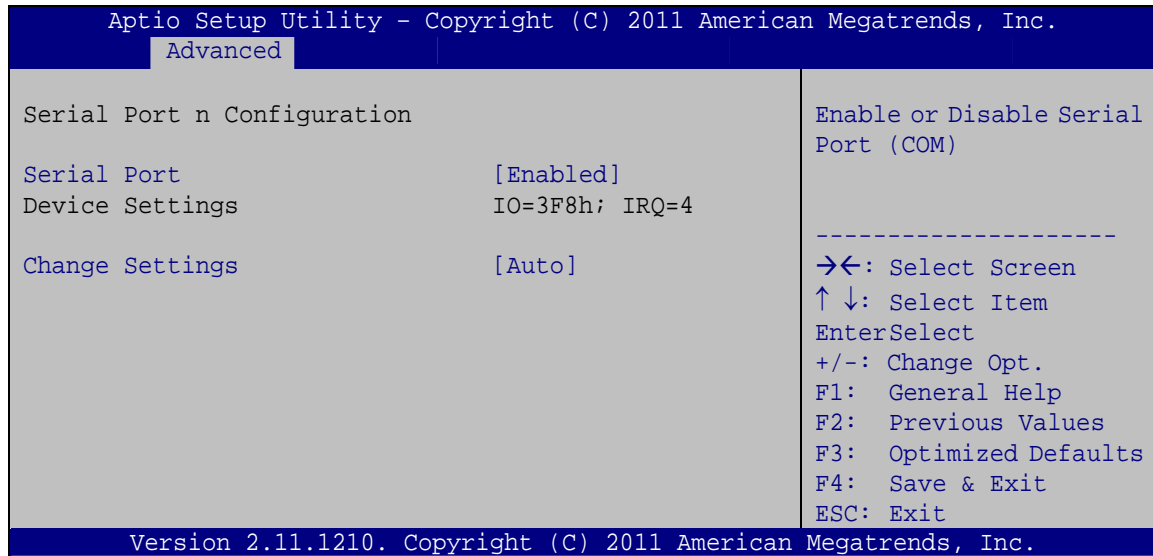 Aptio Setup Utility – Copyright (C) 2011 American Megatrends, Inc.
Advanced
Serial Port n Configuration
Serial Port [Enabled]
Device Settings IO=3F8h; IRQ=4
Change Settings [Auto]
Enable or Disable Serial
Port (COM)
---------------------
→←: Select Screen
↑ ↓: Select Item
EnterSelect
+/-: Change Opt.
F1: General Help
F2: Previous Values
F3: Optimized Defaults
F4: Save & Exit
ESC: Exit
Version 2.11.1210. Copyright (C) 2011 American Megatrends, Inc.